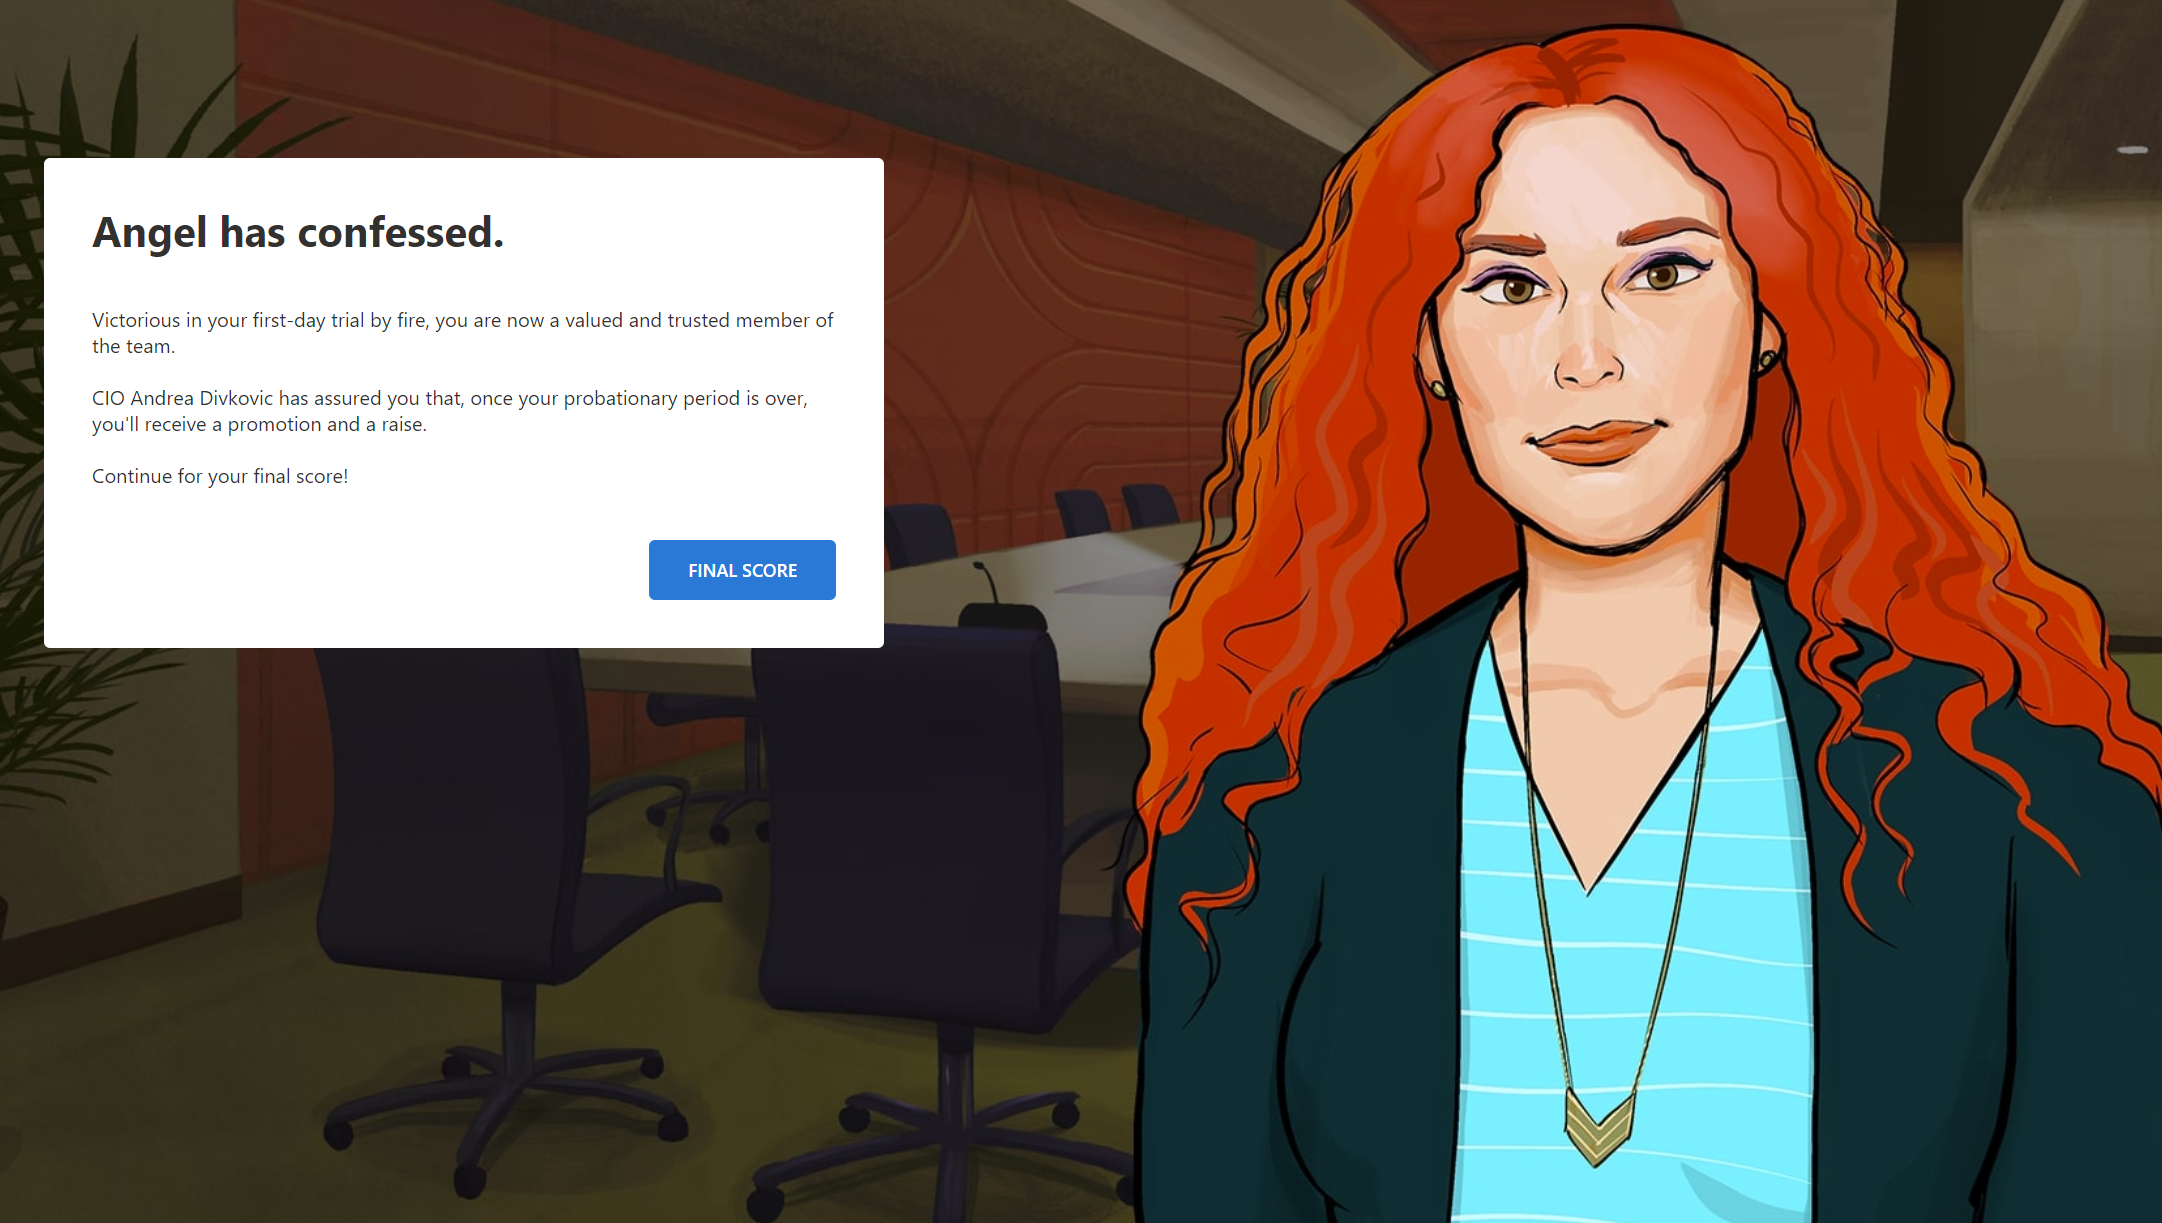 Angel has confessed.
Victorious in your first-day trial by fire, you are now a valued and trusted member of
the team.
CIO Andrea Divkovic has assured you that, once your probationary period is over,
you'll receive a promotion and a raise.
Continue for your final score!
FINAL SCORE